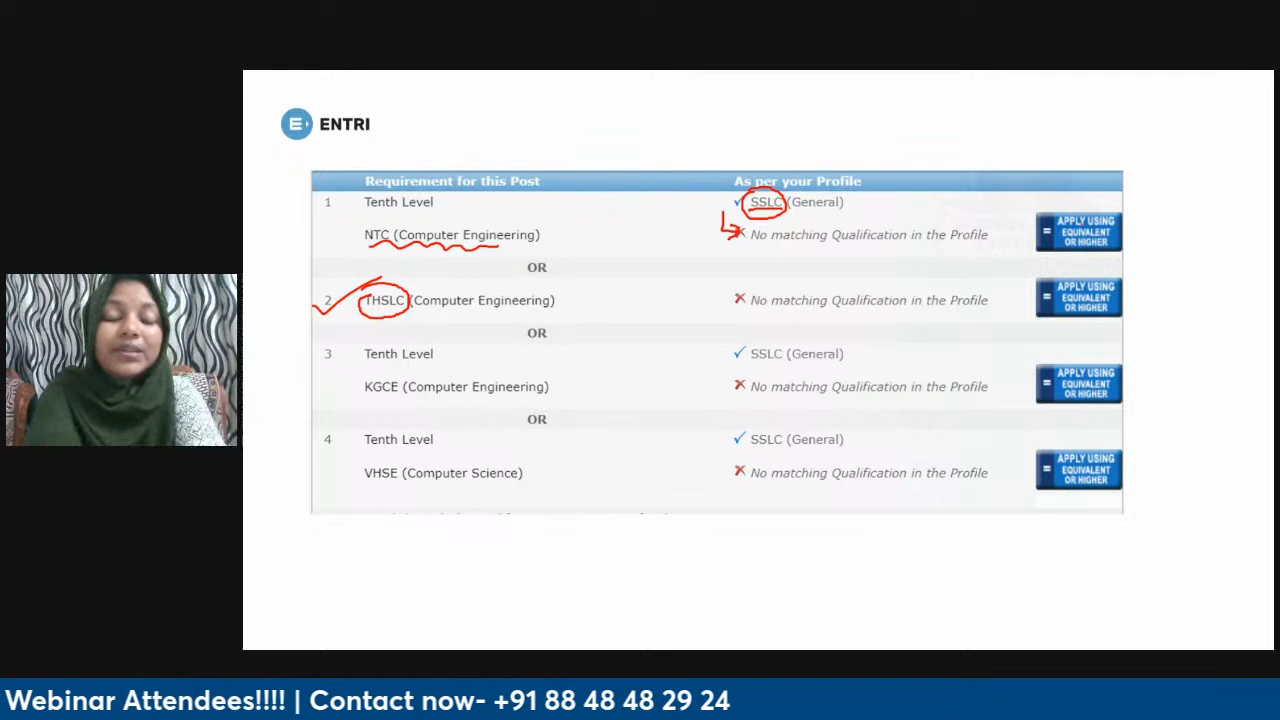 ENTRI
Requirement for this Post As per your Profile
1 Tenth Level SSLC (General)
NTC (Computer Engineering) No matching Qualification in the Profile = APPLY USING EQUIVALENT OR HIGHER
OR
2 THSLC (Computer Engineering) No matching Qualification in the Profile = APPLY USING EQUIVALENT OR HIGHER
OR
3 Tenth Level SSLC (General)
KGCE (Computer Engineering) No matching Qualification in the Profile = APPLY USING EQUIVALENT OR HIGHER
OR
4 Tenth Level SSLC (General)
VHSE (Computer Science) No matching Qualification in the Profile = APPLY USING EQUIVALENT OR HIGHER
Webinar Attendees!!!! | Contact now- +91 88 48 48 29 24